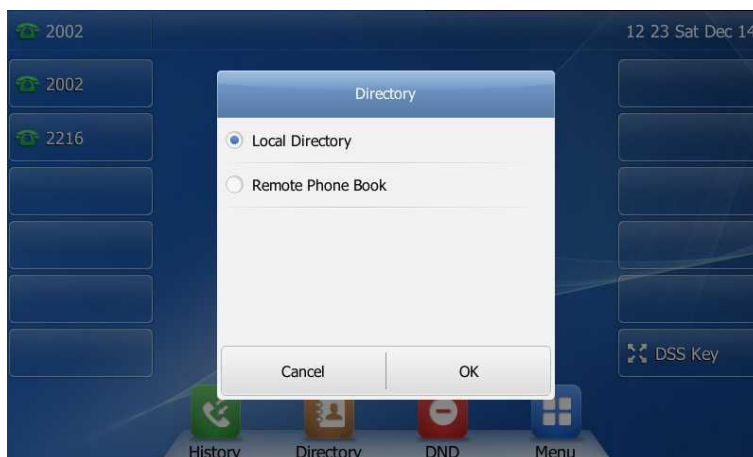 2002
12 23 Sat Dec 14
2002
2216
Directory
Local Directory
Remote Phone Book
Cancel
OK
DSS Key
History
Directory
DND
Menu